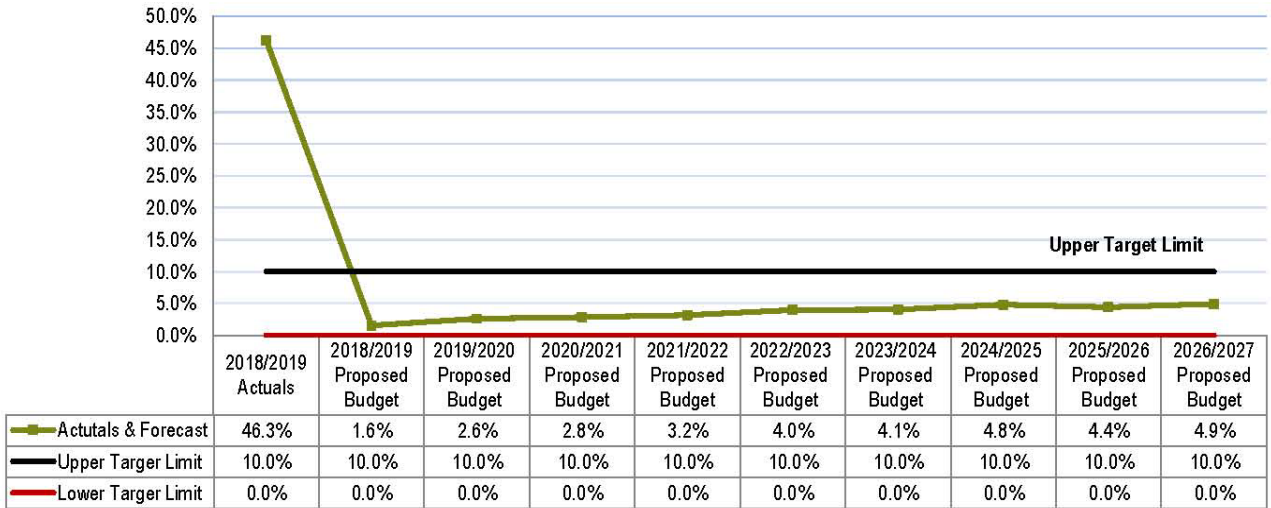 50.0%
45.0%
40.0%
35.0%
30.0%
25.0%
20.0%
15.0%
10.0%
5.0%
0.0%
Upper Target Limit
2018/2019 Actuals
2018/2019 Proposed Budget
2019/2020 Proposed Budget
2020/2021 Proposed Budget
2021/2022 Proposed Budget
2022/2023 Proposed Budget
2023/2024 Proposed Budget
2024/2025 Proposed Budget
2025/2026 Proposed Budget
2026/2027 Proposed Budget
Actutals & Forecast 46.3% 1.6% 2.6% 2.8% 3.2% 4.0% 4.1% 4.8% 4.4% 4.9%
Upper Targer Limit 10.0% 10.0% 10.0% 10.0% 10.0% 10.0% 10.0% 10.0% 10.0% 10.0%
Lower Targer Limit 0.0% 0.0% 0.0% 0.0% 0.0% 0.0% 0.0% 0.0% 0.0% 0.0%